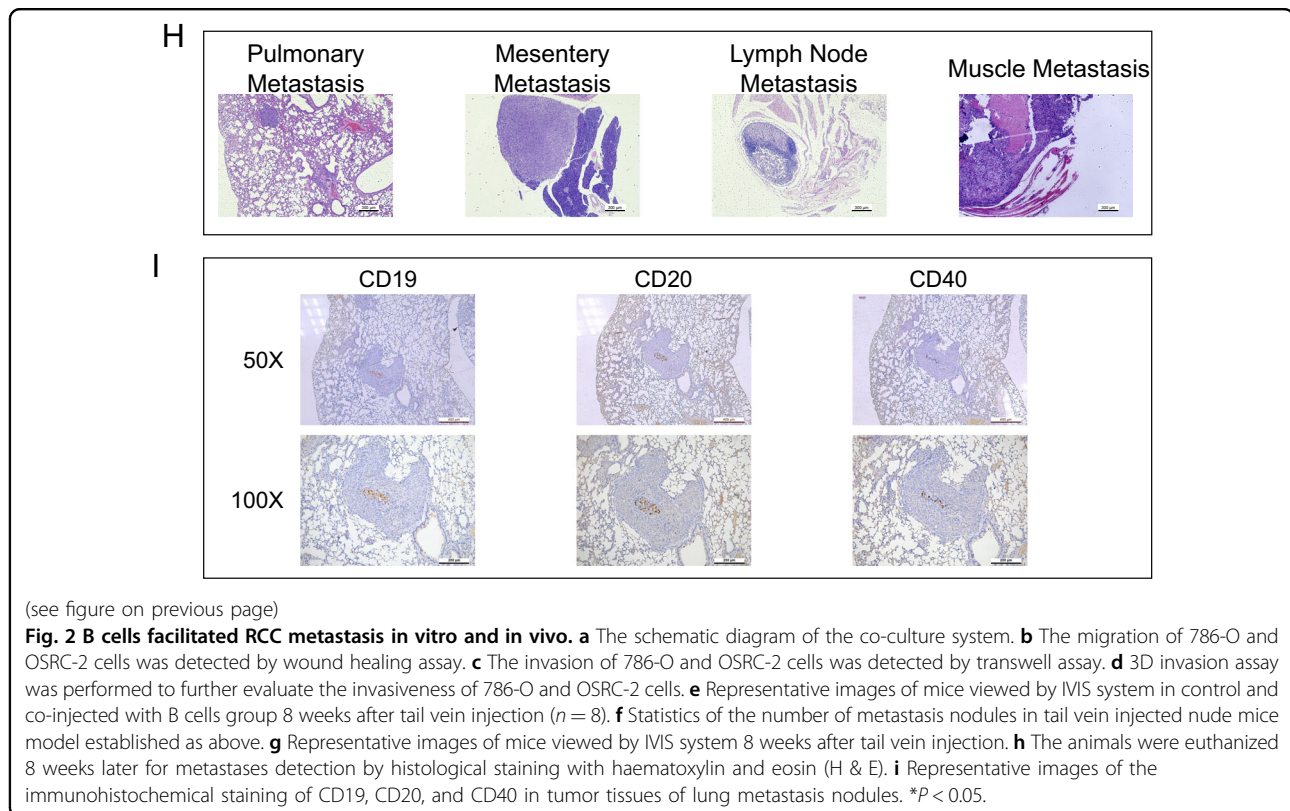 H
Pulmonary Metastasis
Mesentery Metastasis
Lymph Node Metastasis
Muscle Metastasis
300 μm
300 μm
300 μm
300 μm
I
CD19
CD20
CD40
50X
100X
(see figure on previous page)
Fig. 2 B cells facilitated RCC metastasis in vitro and in vivo. a The schematic diagram of the co-culture system. b The migration of 786-O and
OSRC-2 cells was detected by wound healing assay. c The invasion of 786-O and OSRC-2 cells was detected by transwell assay. d 3D invasion assay
was performed to further evaluate the invasiveness of 786-O and OSRC-2 cells. e Representative images of mice viewed by IVIS system in control and
co-injected with B cells group 8 weeks after tail vein injection (n = 8). f Statistics of the number of metastasis nodules in tail vein injected nude mice
model established as above. g Representative images of mice viewed by IVIS system 8 weeks after tail vein injection. h The animals were euthanized
8 weeks later for metastases detection by histological staining with haematoxylin and eosin (H & E). i Representative images of the
immunohistochemical staining of CD19, CD20, and CD40 in tumor tissues of lung metastasis nodules. *P < 0.05.